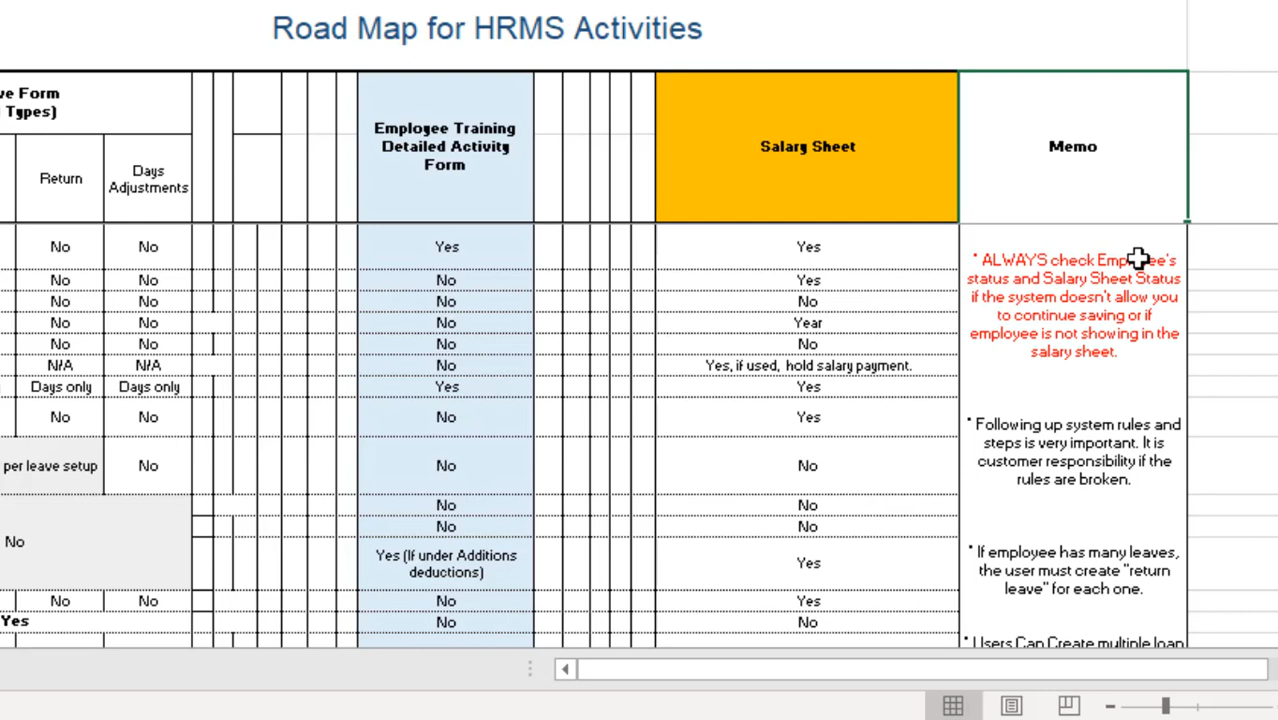 Road Map for HRMS Activities
ve Form
Types)
Return
Days
Adjustments
Employee Training
Detailed Activity
Form
Salary Sheet
Memo
No No Yes Yes
No No No Yes
No No No No
No No No Year
No No No No
N/A N/A No Yes, if used, hold salary payment.
Days only Days only Yes Yes
No No No Yes
per leave setup No No No
No No
No No
No
Yes (If under Additions
deductions)
Yes
No No No Yes
Yes No No
* ALWAYS check Employee's
status and Salary Sheet Status
if the system doesn't allow you
to continue saving or if
employee is not showing in the
salary sheet.
* Following up system rules and
steps is very important. It is
customer responsibility if the
rules are broken.
* If employee has many leaves,
the user must create "return
leave" for each one.
* Users Can Create multiple loan